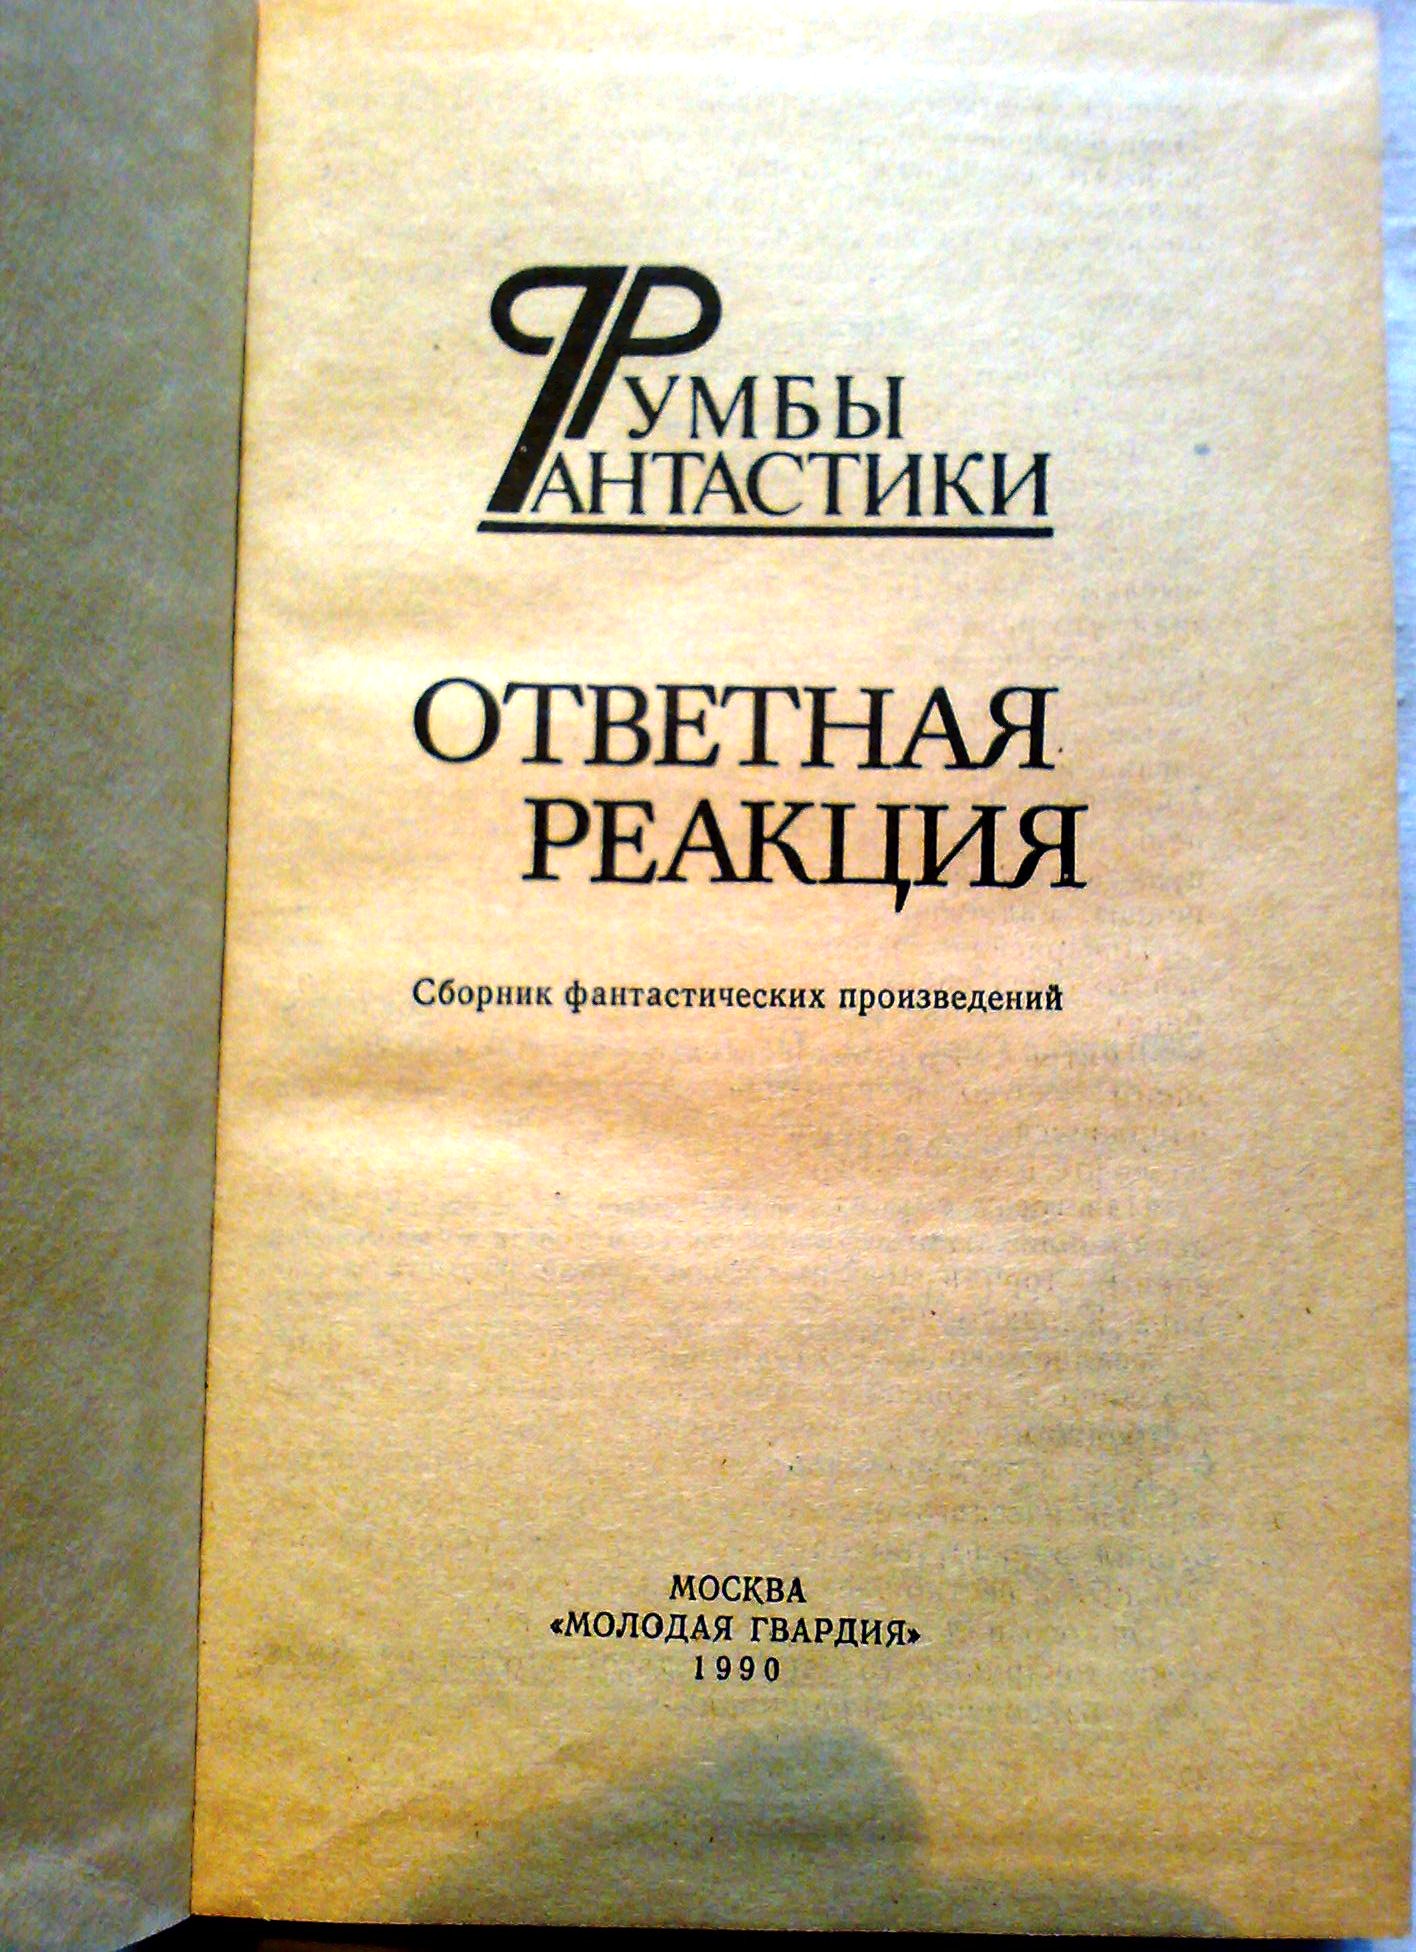 РУМБЫ
ФАНТАСТИКИ
ОТВЕТНАЯ
РЕАКЦИЯ
Сборник фантастических произведений
МОСКВА
«МОЛОДАЯ ГВАРДИЯ»
1990